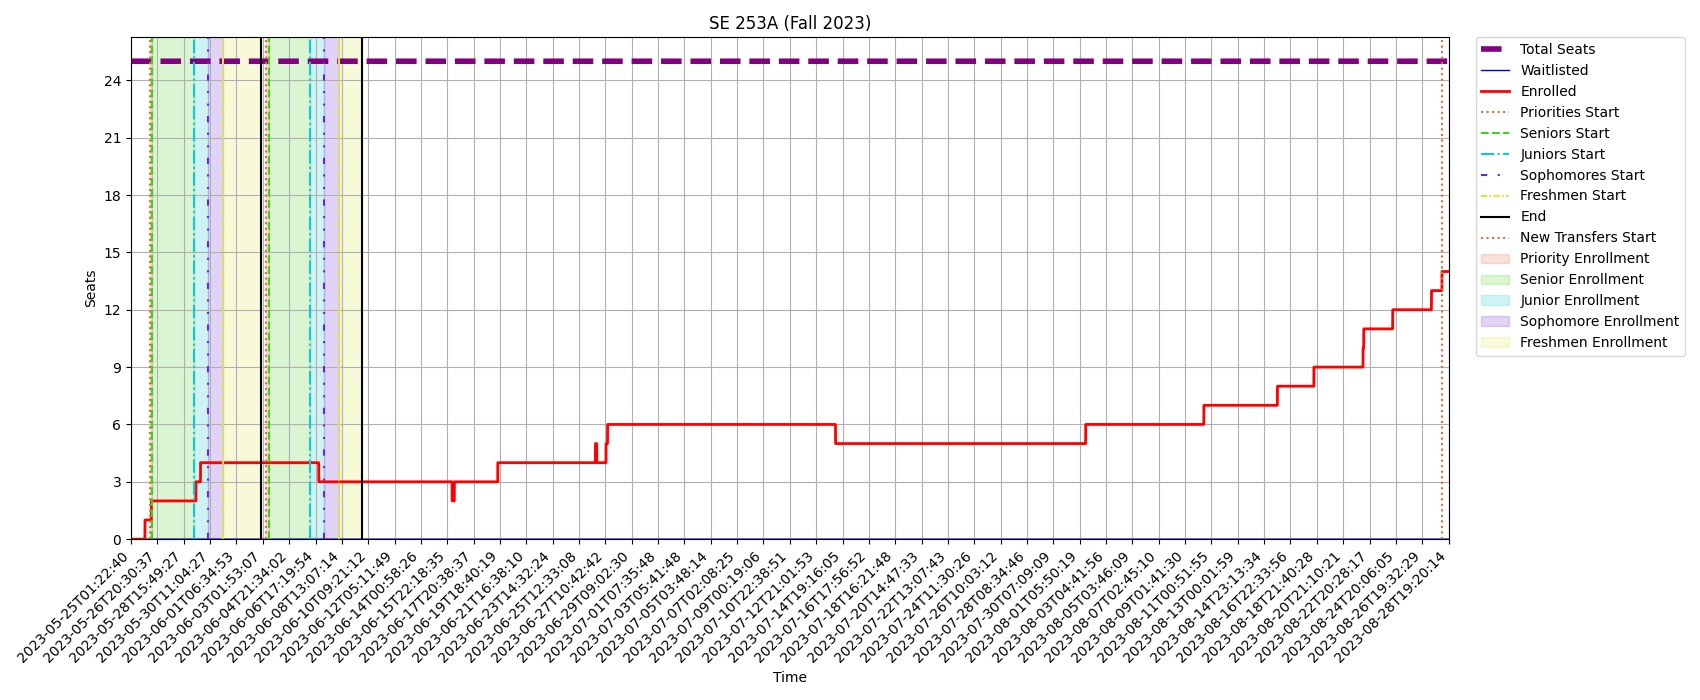 SE 253A (Fall 2023)
Seats
24
21
18
15
12
9
6
3
0
2023-05-25T01:22:40
2023-05-26T20:30:37
2023-05-28T15:49:27
2023-05-30T11:04:27
2023-06-01T06:34:53
2023-06-03T01:53:07
2023-06-04T21:34:02
2023-06-06T17:19:54
2023-06-08T13:07:14
2023-06-10T09:21:12
2023-06-12T05:11:49
2023-06-14T00:58:26
2023-06-15T22:18:35
2023-06-17T20:38:37
2023-06-19T18:40:19
2023-06-21T16:38:10
2023-06-23T14:32:24
2023-06-25T12:33:08
2023-06-27T10:42:42
2023-06-29T09:02:30
2023-07-01T07:35:48
2023-07-03T05:41:48
2023-07-05T03:48:14
2023-07-07T02:08:25
2023-07-09T00:19:06
2023-07-10T22:38:51
2023-07-12T21:01:53
2023-07-14T19:16:05
2023-07-16T17:56:52
2023-07-18T16:21:48
2023-07-20T14:47:33
2023-07-22T13:07:43
2023-07-24T11:30:26
2023-07-26T10:03:12
2023-07-28T08:34:46
2023-07-30T07:09:09
2023-08-01T05:50:19
2023-08-03T04:41:56
2023-08-05T03:46:09
2023-08-07T02:45:10
2023-08-09T01:41:30
2023-08-11T00:51:55
2023-08-13T00:01:59
2023-08-14T23:13:34
2023-08-16T22:33:56
2023-08-18T21:40:28
2023-08-20T21:10:21
2023-08-22T20:28:17
2023-08-24T20:06:05
2023-08-26T19:32:29
2023-08-28T19:20:14
Time
Total Seats
Waitlisted
Enrolled
Priorities Start
Seniors Start
Juniors Start
Sophomores Start
Freshmen Start
End
New Transfers Start
Priority Enrollment
Senior Enrollment
Junior Enrollment
Sophomore Enrollment
Freshmen Enrollment